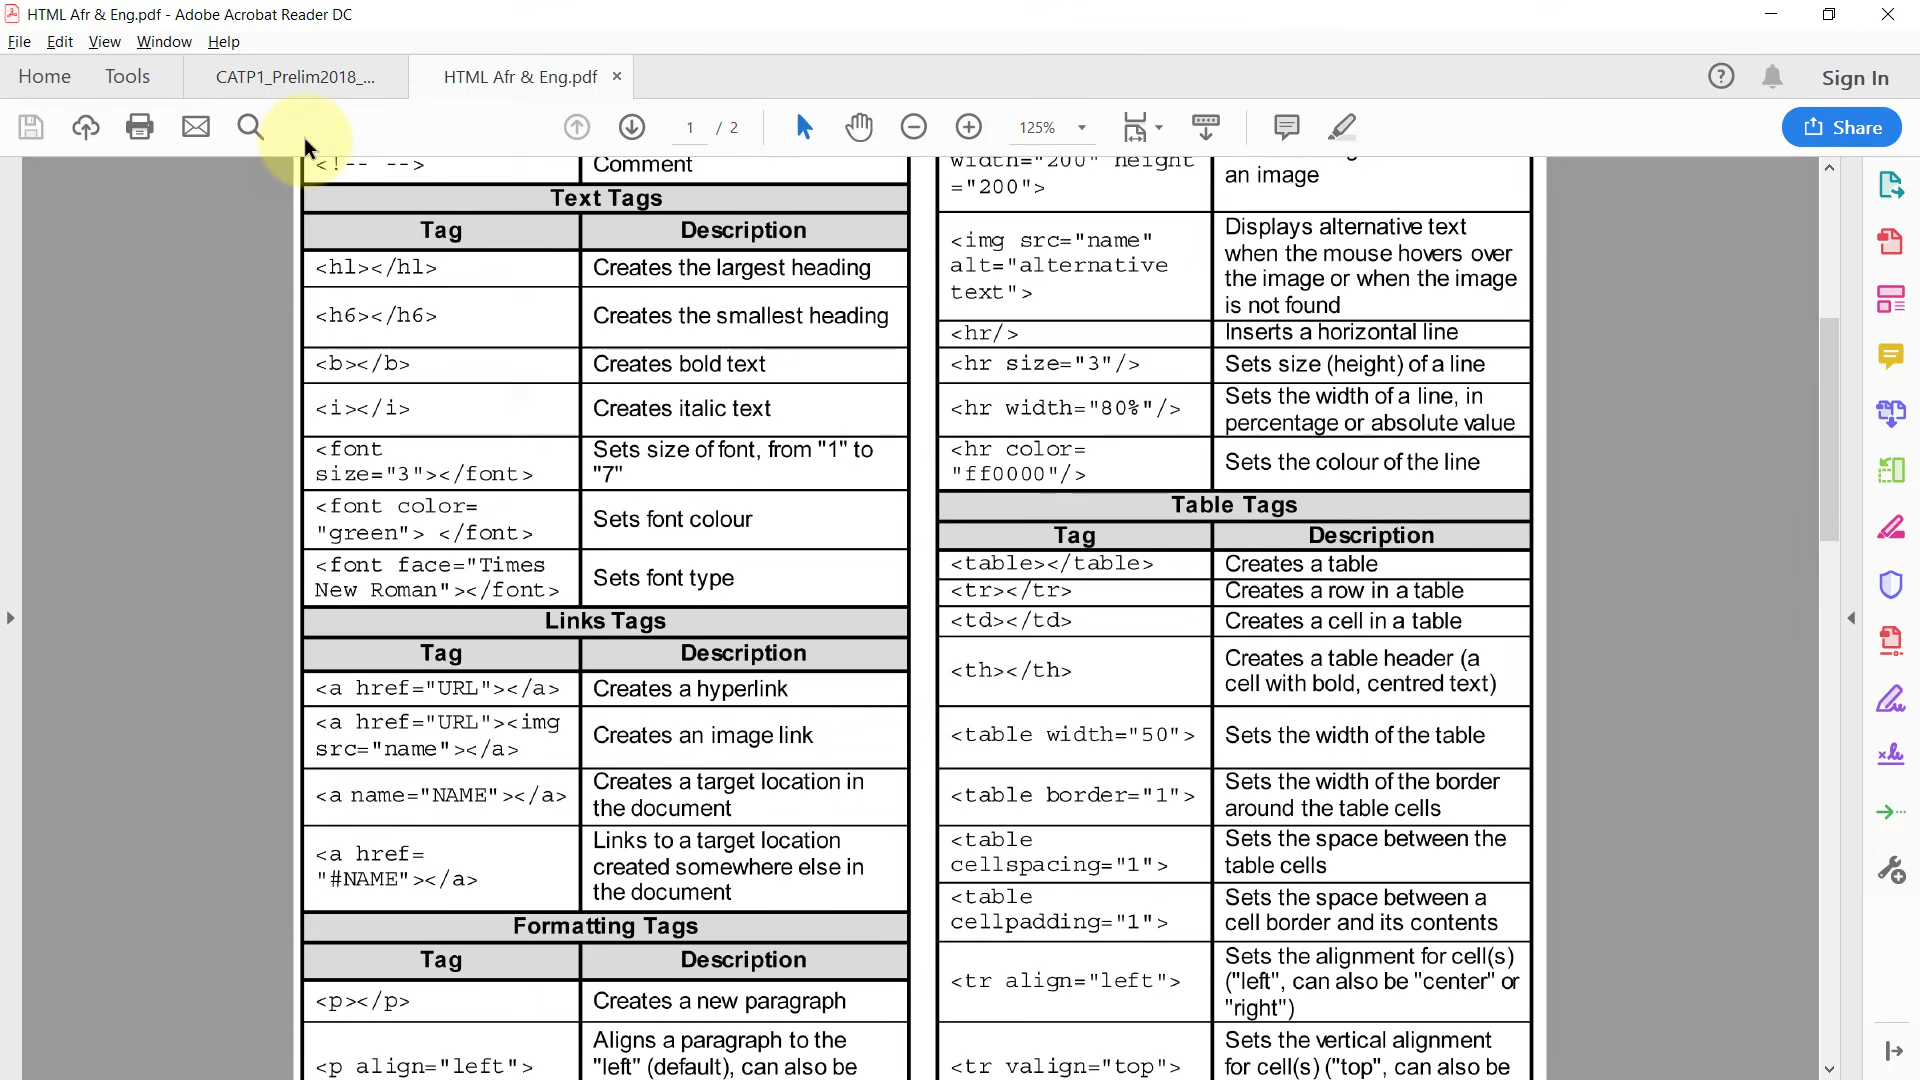 HTML Afr & Eng.pdf - Adobe Acrobat Reader DC
File Edit View Window Help
Home Tools CATP1_Prelim2018_... HTML Afr & Eng.pdf × Sign In
1 / 2 125% Share
<!-- --> Comment
Text Tags
Tag Description
<h1></h1> Creates the largest heading
<h6></h6> Creates the smallest heading
<b></b> Creates bold text
<i></i> Creates italic text
<font
size="3"></font>
Sets size of font, from "1" to
"7"
<font color=
"green"> </font>
Sets font colour
<font face="Times
New Roman"></font>
Sets font type
Links Tags
Tag Description
<a href="URL"></a> Creates a hyperlink
<a href="URL"><img
src="name"></a>
Creates an image link
<a name="NAME"></a>
Creates a target location in
the document
<a href=
"#NAME"></a>
Links to a target location
created somewhere else in
the document
Formatting Tags
Tag Description
<p></p> Creates a new paragraph
<p align="left">
Aligns a paragraph to the
"left" (default), can also be
width="200" height
="200">
an image
<img src="name"
alt="alternative
text">
Displays alternative text
when the mouse hovers over
the image or when the image
is not found
<hr/> Inserts a horizontal line
<hr size="3"/> Sets size (height) of a line
<hr width="80%"/>
Sets the width of a line, in
percentage or absolute value
<hr color=
"ff0000"/>
Sets the colour of the line
Table Tags
Tag Description
<table></table> Creates a table
<tr></tr> Creates a row in a table
<td></td> Creates a cell in a table
<th></th>
Creates a table header (a
cell with bold, centred text)
<table width="50"> Sets the width of the table
<table border="1">
Sets the width of the border
around the table cells
<table
cellspacing="1">
Sets the space between the
table cells
<table
cellpadding="1">
Sets the space between a
cell border and its contents
<tr align="left">
Sets the alignment for cell(s)
("left", can also be "center" or
"right")
<tr valign="top">
Sets the vertical alignment
for cell(s) ("top", can also be